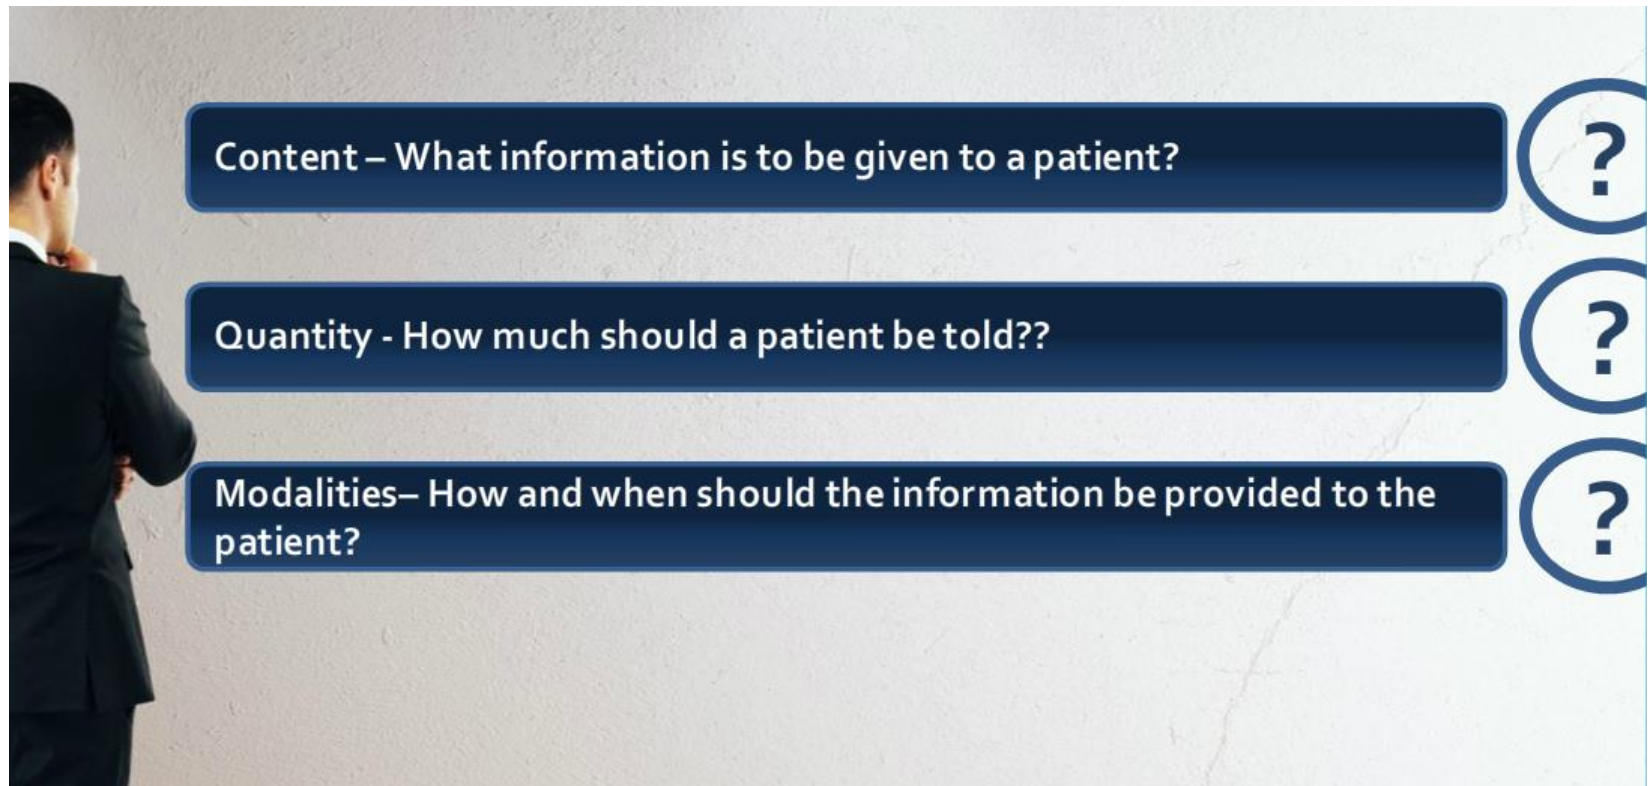 Content – What information is to be given to a patient?
?
Quantity - How much should a patient be told??
?
Modalities– How and when should the information be provided to the
patient?
?